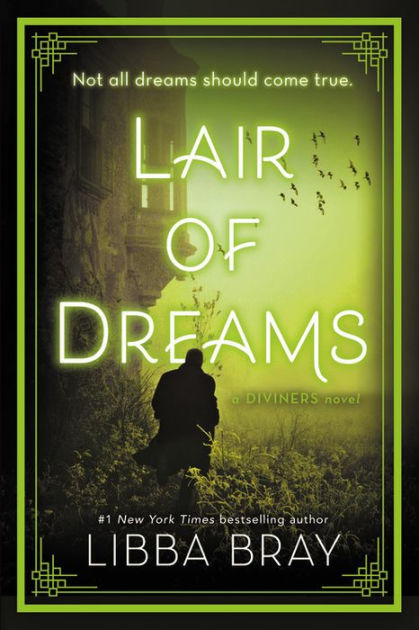 Not all dreams should come true.
LAIR
OF
DREAMS
a DIVINERS novel
#1 New York Times bestselling author
LIBBA BRAY